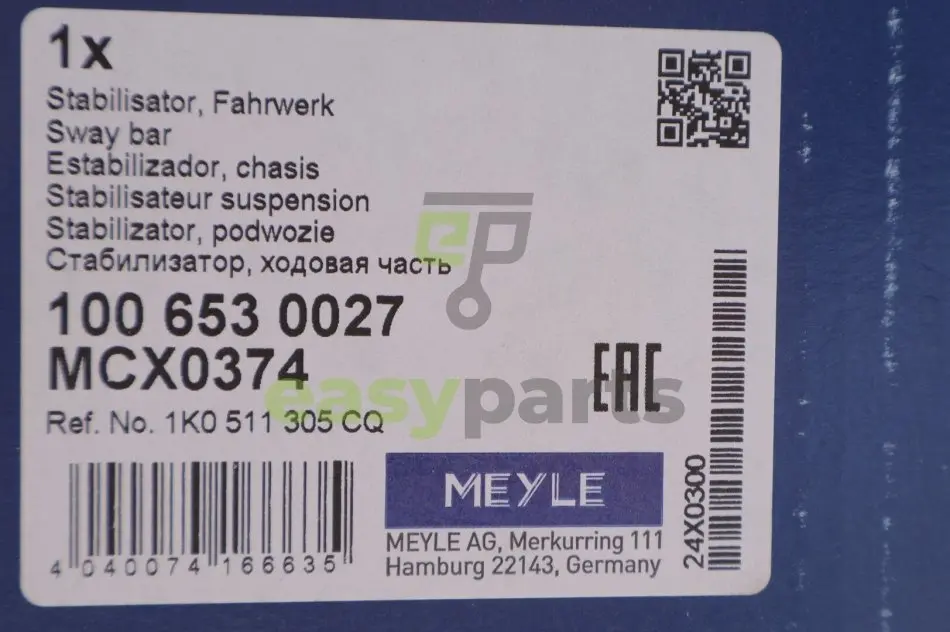 1x
Stabilisator, Fahrwerk
Sway bar
Estabilizador, chasis
Stabilisateur suspension
Stabilizator, podwozie
Стабилизатор, ходовая часть
100 653 0027
MCX0374
Ref. No. 1K0 511 305 CQ
4 040074 166635
EAC
MEYLE
MEYLE AG, Merkurring 111
Hamburg 22143, Germany
24X0300
ep
easyparts